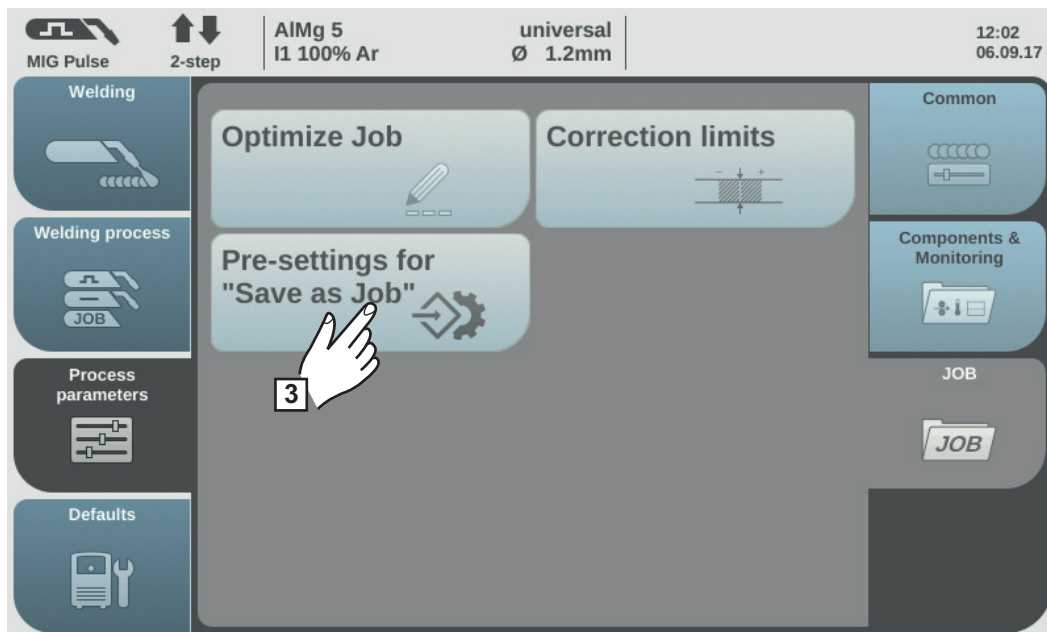 MIG Pulse
2-step
AlMg 5
I1 100% Ar
universal
Ø 1.2mm
12:02
06.09.17
Welding
Welding process
JOB
Process
parameters
Defaults
Optimize Job
Correction limits
- +
Pre-settings for
"Save as Job"
3
Common
- +
Components &
Monitoring
JOB
JOB